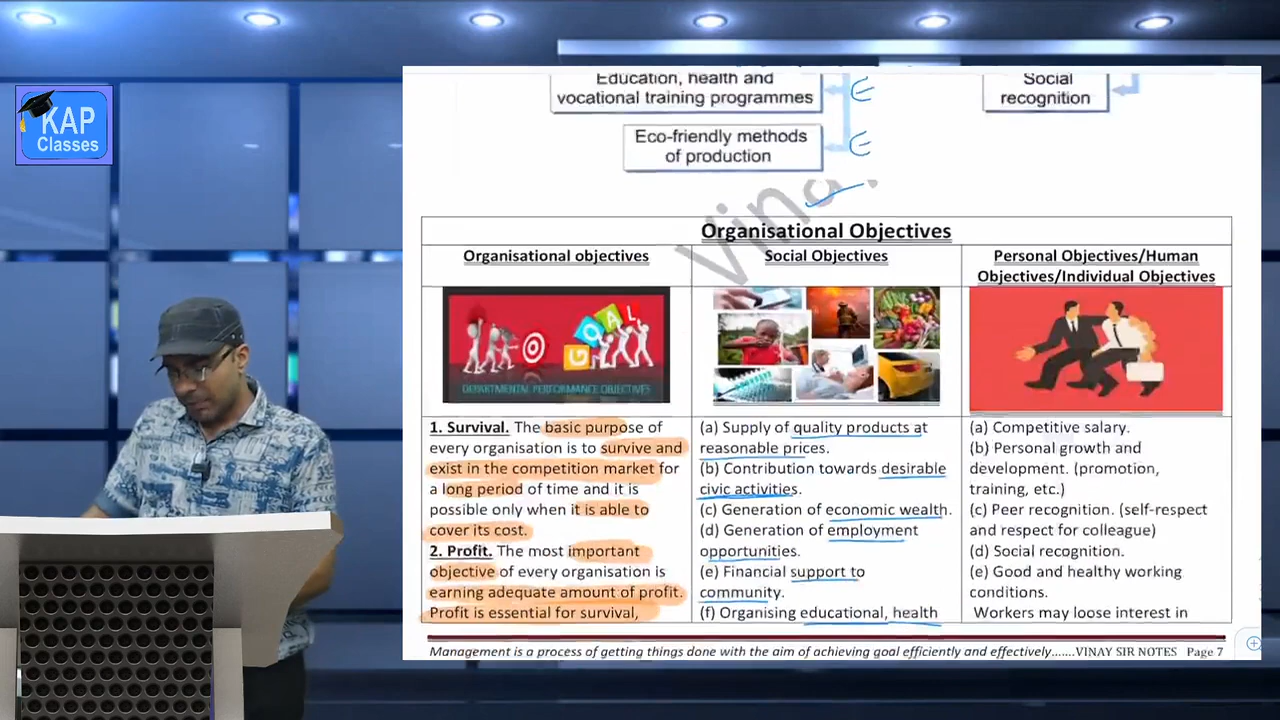 KAP
Classes
Education, health and
vocational training programmes
Eco-friendly methods
of production
Social
recognition
Vina
Organisational Objectives
Organisational objectives
Social Objectives
Personal Objectives/Human
Objectives/Individual Objectives
GOAL
DEPARTMENTAL PERFORMANCE OBJECTIVES
1. Survival. The basic purpose of
every organisation is to survive and
exist in the competition market for
a long period of time and it is
possible only when it is able to
cover its cost.
2. Profit. The most important
objective of every organisation is
earning adequate amount of profit.
Profit is essential for survival,
(a) Supply of quality products at
reasonable prices.
(b) Contribution towards desirable
civic activities.
(c) Generation of economic wealth.
(d) Generation of employment
opportunities.
(e) Financial support to
community.
(f) Organising educational, health
(a) Competitive salary.
(b) Personal growth and
development. (promotion,
training, etc.)
(c) Peer recognition. (self-respect
and respect for colleague)
(d) Social recognition.
(e) Good and healthy working
conditions.
Workers may loose interest in
Management is a process of getting things done with the aim of achieving goal efficiently and effectively.......VINAY SIR NOTES Page 7